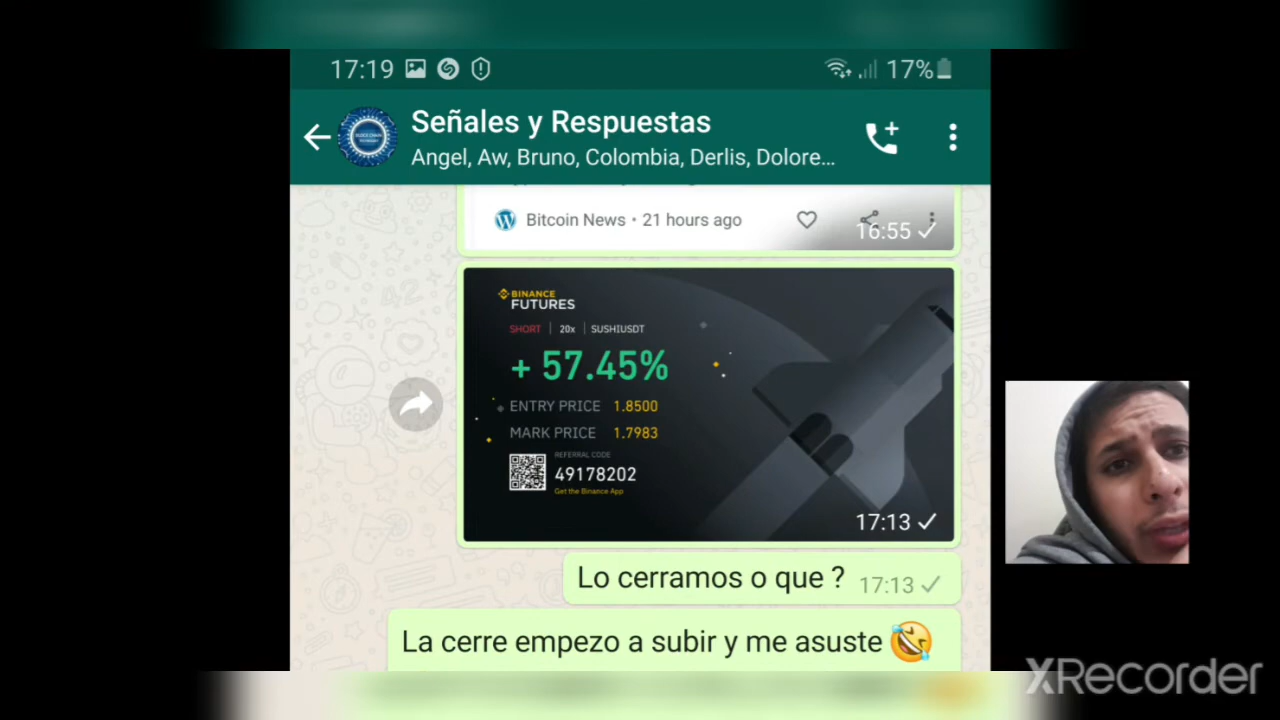 17:19
17%
Señales y Respuestas
Angel, Aw, Bruno, Colombia, Derlis, Dolore...
Bitcoin News • 21 hours ago
16:55
BINANCE
FUTURES
SHORT | 20x | SUSHIUSDT
+ 57.45%
ENTRY PRICE 1.8500
MARK PRICE 1.7983
REFERRAL CODE
49178202
Get the Binance App
17:13
Lo cerramos o que ? 17:13
La cerre empezo a subir y me asuste
XRecorder